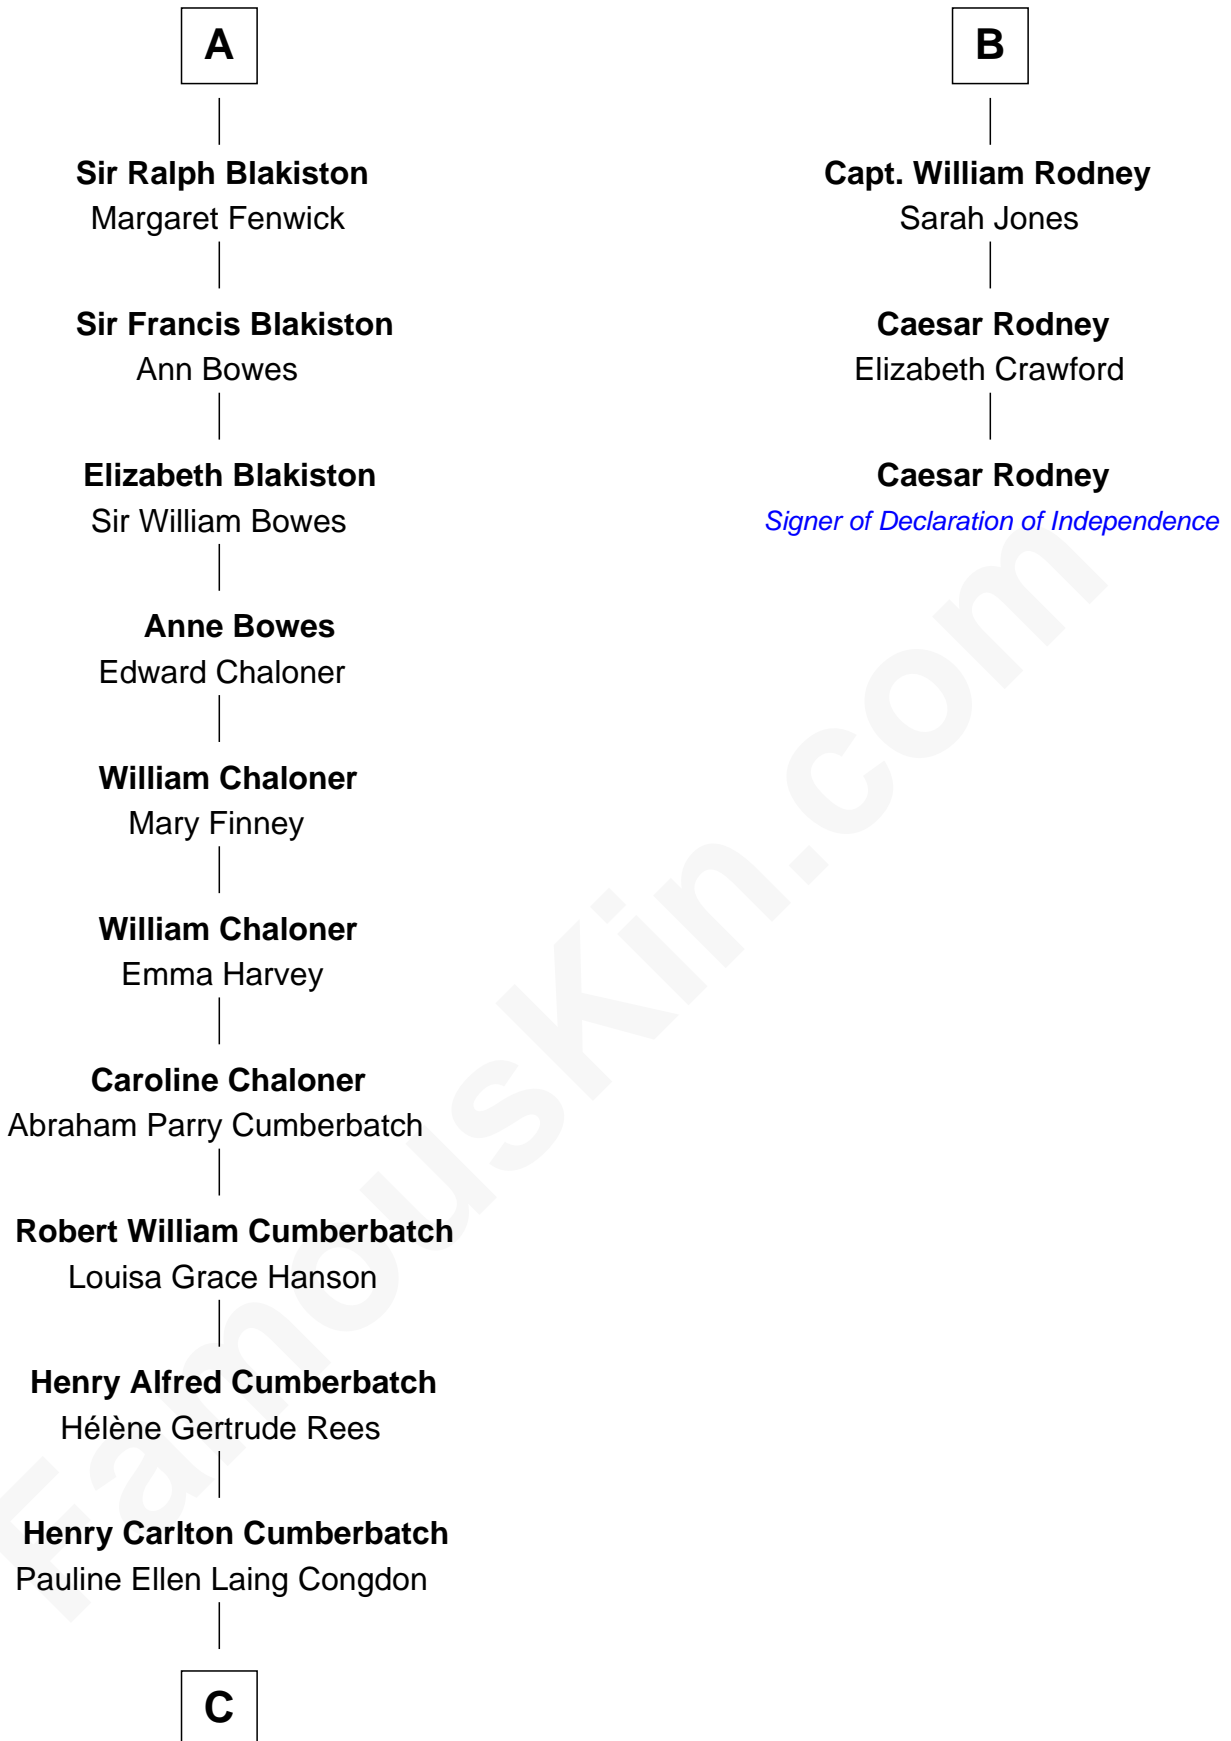 A
Sir Ralph Blakiston
Margaret Fenwick
Sir Francis Blakiston
Ann Bowes
Elizabeth Blakiston
Sir William Bowes
Anne Bowes
Edward Chaloner
William Chaloner
Mary Finney
William Chaloner
Emma Harvey
Caroline Chaloner
Abraham Parry Cumberbatch
Robert William Cumberbatch
Louisa Grace Hanson
Henry Alfred Cumberbatch
Hélène Gertrude Rees
Henry Carlton Cumberbatch
Pauline Ellen Laing Congdon
C
B
Capt. William Rodney
Sarah Jones
Caesar Rodney
Elizabeth Crawford
Caesar Rodney
Signer of Declaration of Independence
FamousKin.com